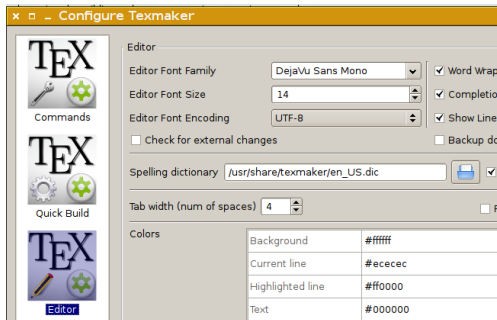 Configure Texmaker
TEX
Commands
TEX
Quick Build
TEX
Editor
Editor
Editor Font Family DejaVu Sans Mono Word Wrap
Editor Font Size 14 Completio
Editor Font Encoding UTF-8 Show Line
Check for external changes Backup do
Spelling dictionary /usr/share/texmaker/en_US.dic
Tab width (num of spaces) 4
Colors
Background #ffffff
Current line #ececec
Highlighted line #ff0000
Text #000000